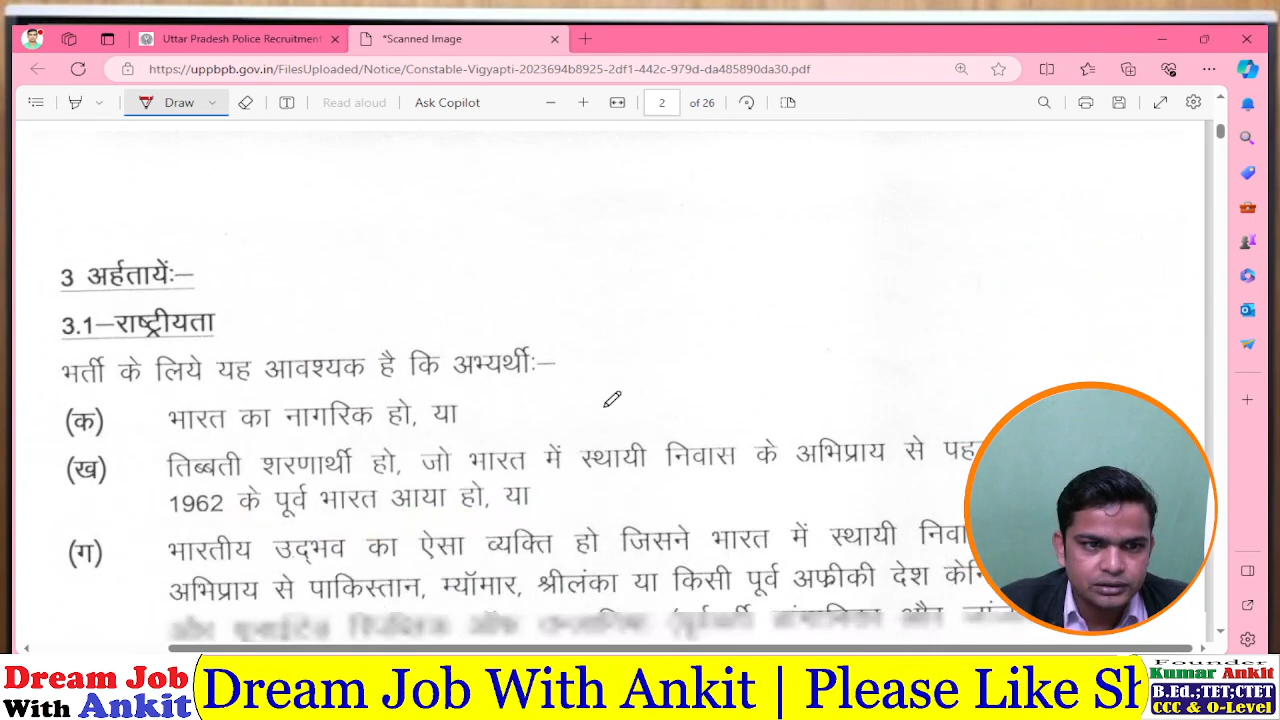 Uttar Pradesh Police Recruitment
*Scanned Image
https://uppbpb.gov.in/FilesUploaded/Notice/Constable-Vigyapti-2023694b8925-2df1-442c-979d-da485890da30.pdf
Draw Read aloud Ask Copilot 2 of 26
3 अर्हतायें:–
3.1–राष्ट्रीयता
भर्ती के लिये यह आवश्यक है कि अभ्यर्थीः–
(क) भारत का नागरिक हो, या
(ख) तिब्बती शरणार्थी हो, जो भारत में स्थायी निवास के अभिप्राय से
1962 के पूर्व भारत आया हो, या
(ग) भारतीय उद्भव का ऐसा व्यक्ति हो जिसने भारत में स्थायी
अभिप्राय से पाकिस्तान, म्यॉमार, श्रीलंका या किसी पूर्व अफ्रीकी देश
Dream Job
With Ankit
Dream Job With Ankit | Please Like Sh
Founder
Kumar Ankit
B.Ed.;TET;CTET
CCC & O-Level